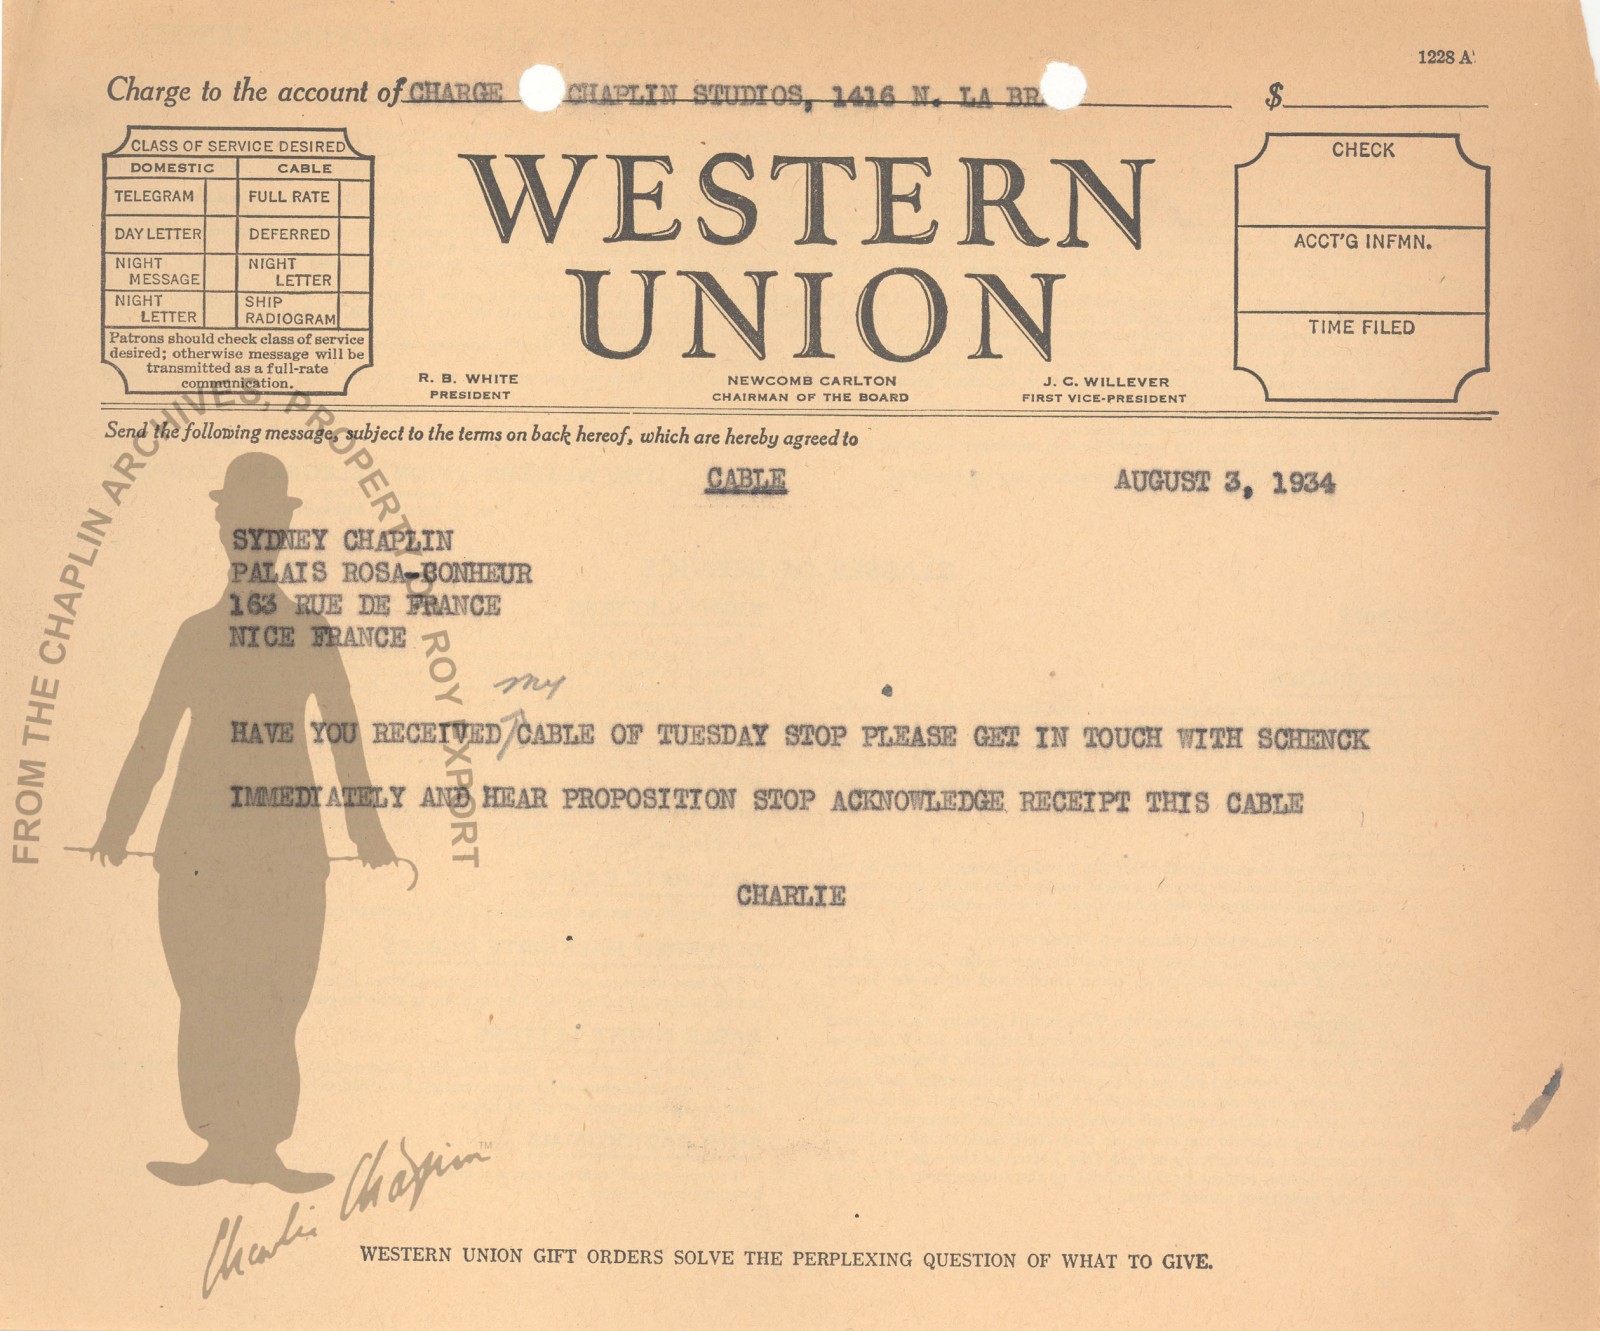 1228 A
Charge to the account of CHARGE CHAPLIN STUDIOS, 1416 N. LA BR
$
CLASS OF SERVICE DESIRED
DOMESTIC CABLE
TELEGRAM FULL RATE
DAY LETTER DEFERRED
NIGHT MESSAGE NIGHT LETTER
NIGHT LETTER SHIP RADIOGRAM
Patrons should check class of service
desired; otherwise message will be
transmitted as a full-rate
communication.
WESTERN
UNION
R. B. WHITE
PRESIDENT
NEWCOMB CARLTON
CHAIRMAN OF THE BOARD
J. C. WILLEVER
FIRST VICE-PRESIDENT
CHECK
ACCT'G INFMN.
TIME FILED
Send the following message, subject to the terms on back hereof, which are hereby agreed to
CABLE AUGUST 3, 1934
SYDNEY CHAPLIN
PALAIS ROSA-BONHEUR
163 RUE DE FRANCE
NICE FRANCE
my
HAVE YOU RECEIVED CABLE OF TUESDAY STOP PLEASE GET IN TOUCH WITH SCHENCK
IMMEDIATELY AND HEAR PROPOSITION STOP ACKNOWLEDGE RECEIPT THIS CABLE
CHARLIE
FROM THE CHAPLIN ARCHIVES, PROPERTY OF ROY EXPORT
Charlie Chaplin™
WESTERN UNION GIFT ORDERS SOLVE THE PERPLEXING QUESTION OF WHAT TO GIVE.